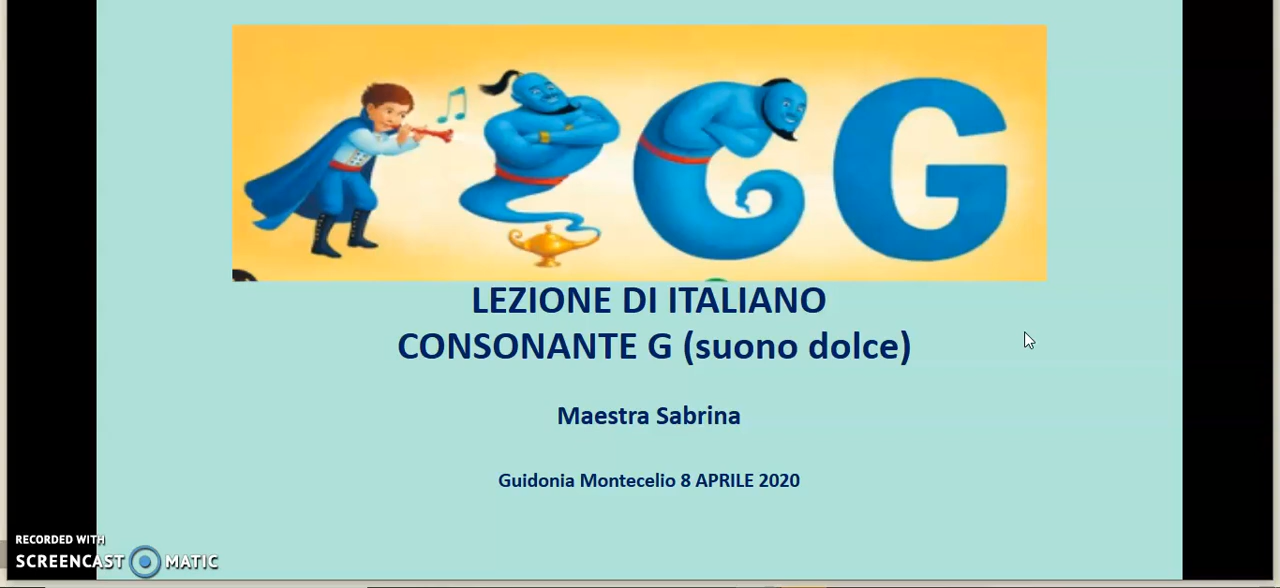 G
LEZIONE DI ITALIANO
CONSONANTE G (suono dolce)
Maestra Sabrina
Guidonia Montecelio 8 APRILE 2020
RECORDED WITH
SCREENCAST MATIC